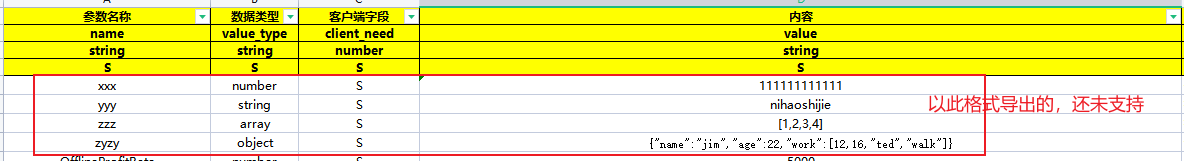 参数名称 数据类型 客户端字段 内容
name value_type client_need value
string string number string
S S S S
xxx number S 111111111111
yyy string S nihaoshijie
以此格式导出的，还未支持
zzz array S [1,2,3,4]
zyzy object S {"name":"jim","age":22,"work":[12,16,"ted","walk"]}